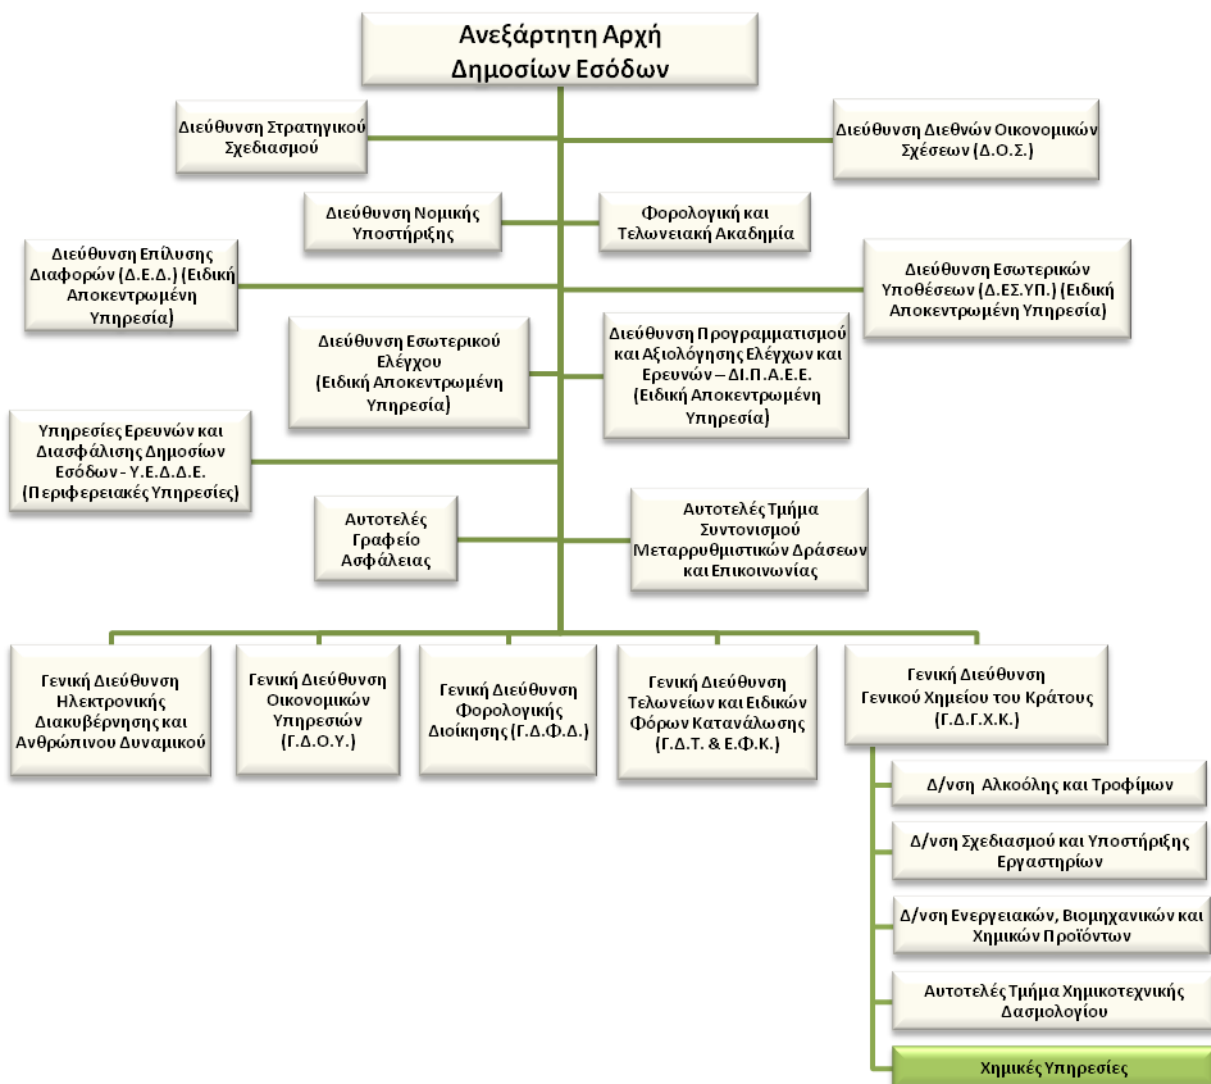 Ανεξάρτητη Αρχή
Δημοσίων Εσόδων
Διεύθυνση Στρατηγικού
Σχεδιασμού
Διεύθυνση Διεθνών Οικονομικών
Σχέσεων (Δ.Ο.Σ.)
Διεύθυνση Νομικής
Υποστήριξης
Φορολογική και
Τελωνειακή Ακαδημία
Διεύθυνση Επίλυσης
Διαφορών (Δ.Ε.Δ.) (Ειδική
Αποκεντρωμένη
Υπηρεσία)
Διεύθυνση Εσωτερικών
Υποθέσεων (Δ.ΕΣ.ΥΠ.) (Ειδική
Αποκεντρωμένη Υπηρεσία)
Διεύθυνση Εσωτερικού
Ελέγχου
(Ειδική Αποκεντρωμένη
Υπηρεσία)
Διεύθυνση Προγραμματισμού
και Αξιολόγησης Ελέγχων και
Ερευνών – ΔΙ.Π.Α.Ε.Ε.
(Ειδική Αποκεντρωμένη
Υπηρεσία)
Υπηρεσίες Ερευνών και
Διασφάλισης Δημοσίων
Εσόδων - Υ.Ε.Δ.Δ.Ε.
(Περιφερειακές Υπηρεσίες)
Αυτοτελές
Γραφείο
Ασφάλειας
Αυτοτελές Τμήμα
Συντονισμού
Μεταρρυθμιστικών Δράσεων
και Επικοινωνίας
Γενική Διεύθυνση
Ηλεκτρονικής
Διακυβέρνησης και
Ανθρώπινου Δυναμικού
Γενική Διεύθυνση
Οικονομικών
Υπηρεσιών
(Γ.Δ.Ο.Υ.)
Γενική Διεύθυνση
Φορολογικής
Διοίκησης (Γ.Δ.Φ.Δ.)
Γενική Διεύθυνση
Τελωνείων και Ειδικών
Φόρων Κατανάλωσης
(Γ.Δ.Τ. & Ε.Φ.Κ.)
Γενική Διεύθυνση
Γενικού Χημείου του Κράτους
(Γ.Δ.Γ.Χ.Κ.)
Δ/νση Αλκοόλης και Τροφίμων
Δ/νση Σχεδιασμού και Υποστήριξης
Εργαστηρίων
Δ/νση Ενεργειακών, Βιομηχανικών και
Χημικών Προϊόντων
Αυτοτελές Τμήμα Χημικοτεχνικής
Δασμολογίου
Χημικές Υπηρεσίες